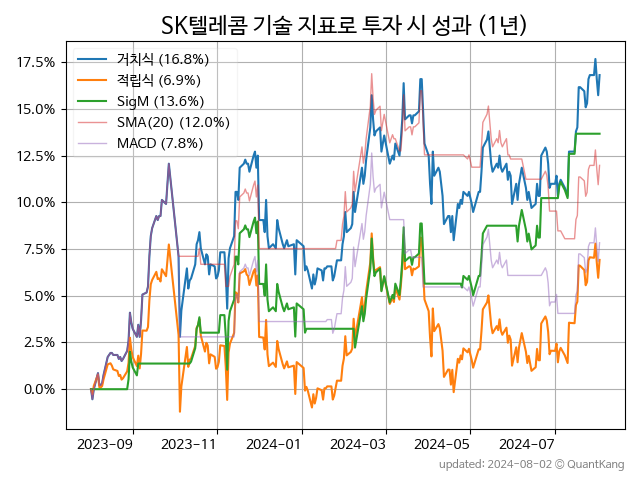 SK텔레콤 기술 지표로 투자 시 성과 (1년)
거치식 (16.8%)
적립식 (6.9%)
SigM (13.6%)
SMA(20) (12.0%)
MACD (7.8%)
17.5%
15.0%
12.5%
10.0%
7.5%
5.0%
2.5%
0.0%
2023-09 2023-11 2024-01 2024-03 2024-05 2024-07
updated: 2024-08-02 © QuantKang